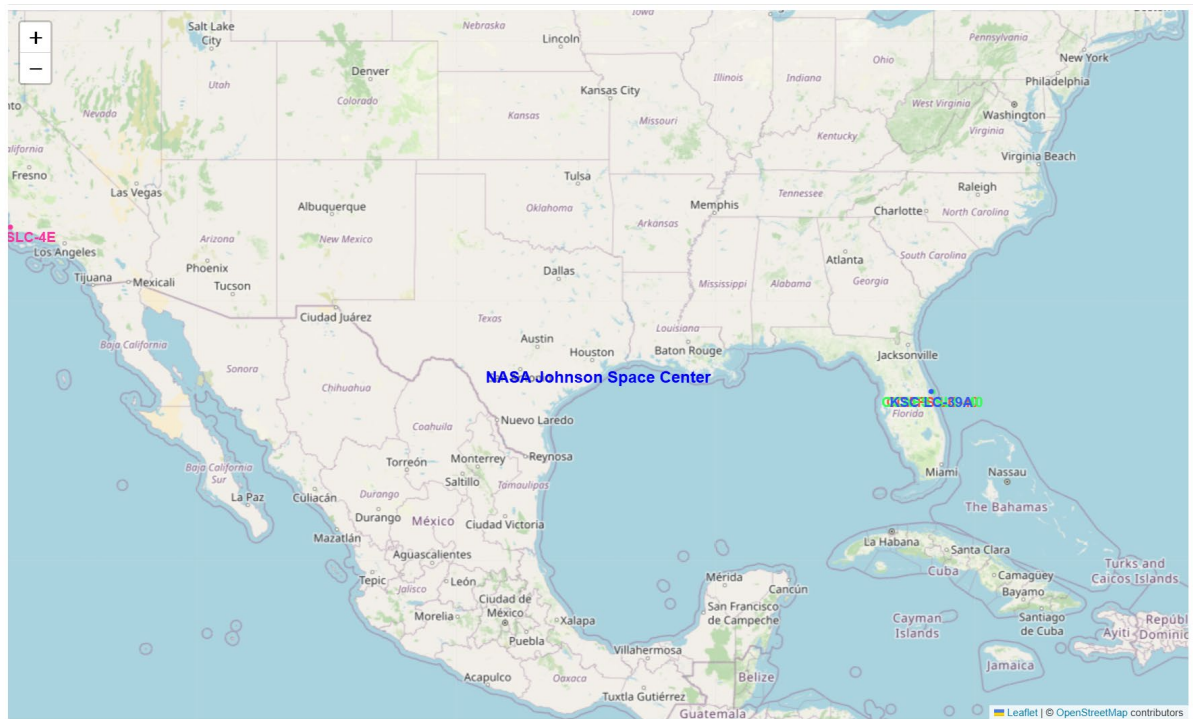 +
−
Salt Lake
City
Nebraska
Iowa
Lincoln
Pennsylvania
New York
Ohio
Denver
Utah
Illinois
Indiana
Philadelphia
Kansas City
Colorado
Nevada
Kansas
Missouri
West Virginia
Washington
Virginia
Kentucky
Virginia Beach
Fresno
Las Vegas
Tulsa
Raleigh
Tennessee
Albuquerque
Oklahoma
Memphis
Charlotte
North Carolina
Arkansas
SLC-4E
Arizona
New Mexico
Los Angeles
South Carolina
Atlanta
Phoenix
Dallas
Tijuana
Mexicali
Tucson
Mississippi
Alabama
Georgia
Ciudad Juárez
Texas
Louisiana
Baja California
Austin
Houston
Baton Rouge
Jacksonville
Sonora
NASA Johnson Space Center
Chihuahua
KSC LC-39A
Florida
Coahuila
Nuevo Laredo
Torreón
Monterrey
Reynosa
Baja California
Sur
Saltillo
Tamaulipas
Miami
Nassau
La Paz
Culiacán
Durango
The Bahamas
Durango
México
Ciudad Victoria
Mazatlán
La Habana
Santa Clara
Aguascalientes
Tepic
León
Mérida
Cancún
Cuba
Camaguey
Turks and
Caicos Islands
Jalisco
Ciudad de
México
Bayamo
San Francisco
de Campeche
Morelia
Xalapa
Cayman
Islands
Santiago
de Cuba
Puebla
Ayiti
Villahermosa
Jamaica
Acapulco
Oaxaca
Belize
Tuxtla Gutiérrez
Guatemala
Leaflet | © OpenStreetMap contributors